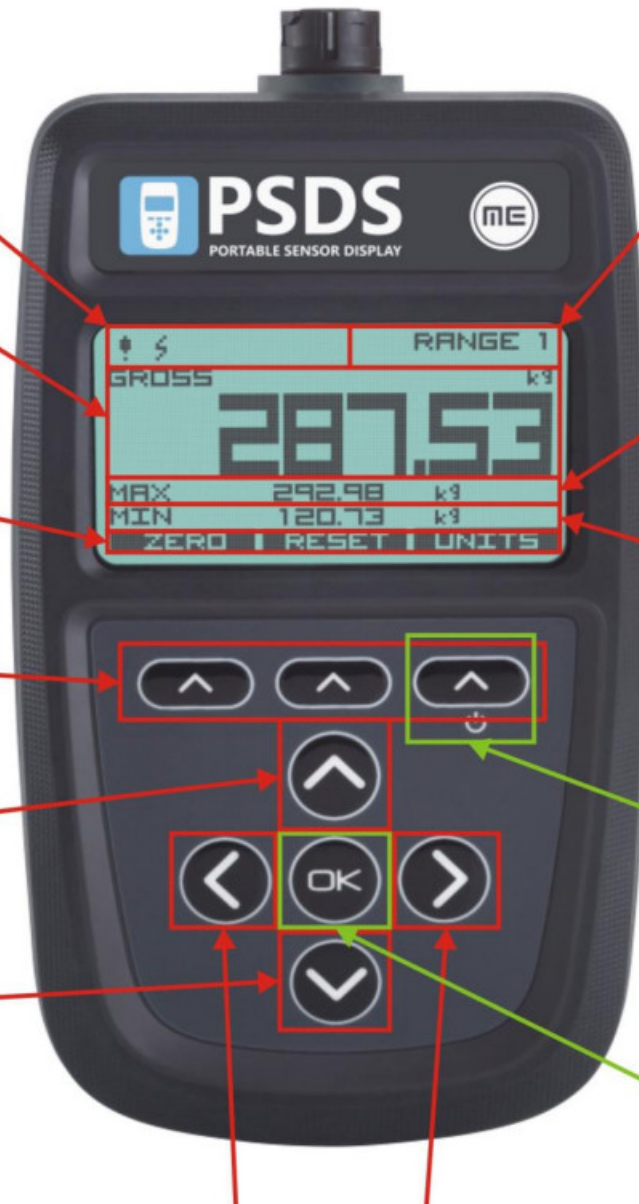 PSDS
PORTABLE SENSOR DISPLAY
ME
RANGE 1
GROSS kg
287.53
MAX 292.98 kg
MIN 120.73 kg
ZERO RESET UNITS
OK